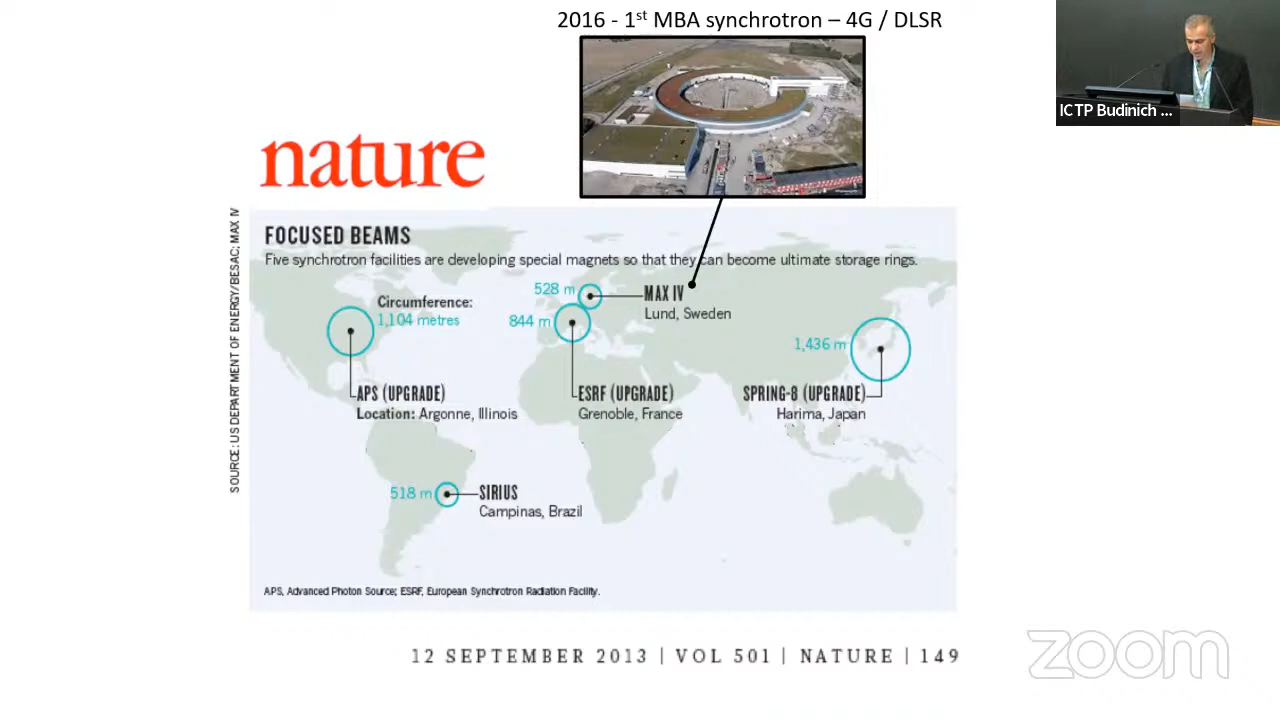 2016 - 1st MBA synchrotron – 4G / DLSR
ICTP Budinich ...
nature
SOURCE: US DEPARTMENT OF ENERGY/BESAC; MAX IV
FOCUSED BEAMS
Five synchrotron facilities are developing special magnets so that they can become ultimate storage rings.
Circumference:
1,104 metres
528 m
MAX IV
Lund, Sweden
844 m
1,436 m
APS (UPGRADE)
Location: Argonne, Illinois
ESRF (UPGRADE)
Grenoble, France
SPRING-8 (UPGRADE)
Harima, Japan
518 m
SIRIUS
Campinas, Brazil
APS, Advanced Photon Source; ESRF, European Synchrotron Radiation Facility.
12 SEPTEMBER 2013 | VOL 501 | NATURE | 149
zoom